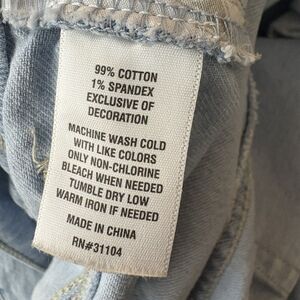 99% COTTON
1% SPANDEX
EXCLUSIVE OF
DECORATION
MACHINE WASH COLD
WITH LIKE COLORS
ONLY NON-CHLORINE
BLEACH WHEN NEEDED
TUMBLE DRY LOW
WARM IRON IF NEEDED
MADE IN CHINA
RN#31104